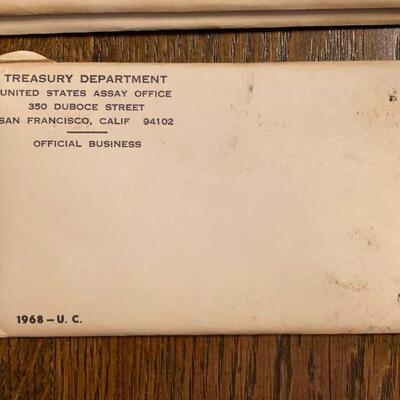 TREASURY DEPARTMENT
UNITED STATES ASSAY OFFICE
350 DUBOCE STREET
SAN FRANCISCO, CALIF 94102
OFFICIAL BUSINESS
1968 – U. C.